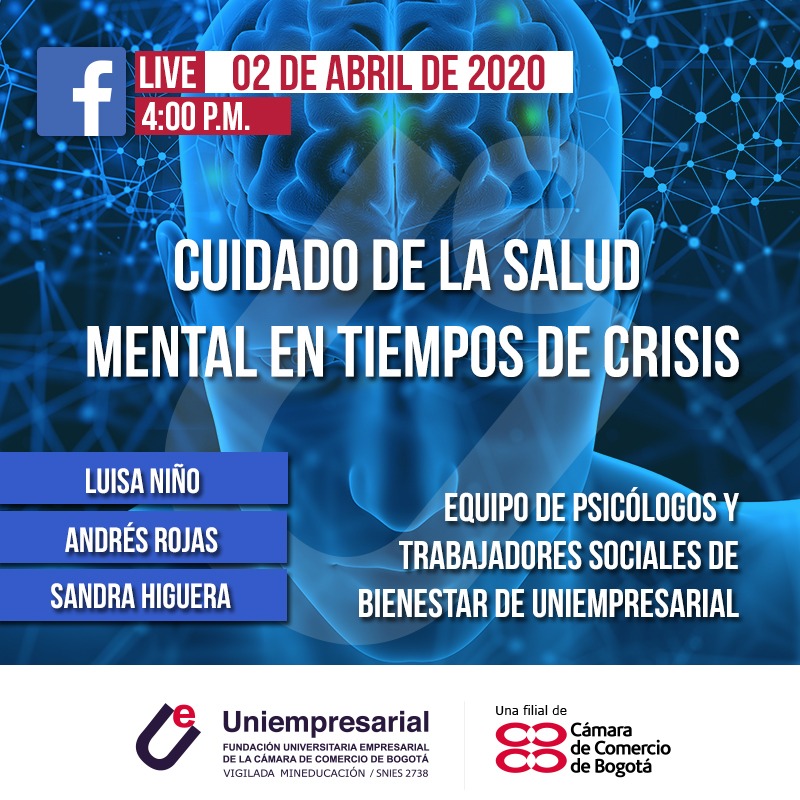 f
LIVE 02 DE ABRIL DE 2020
4:00 P.M.
CUIDADO DE LA SALUD
MENTAL EN TIEMPOS DE CRISIS
LUISA NIÑO
ANDRÉS ROJAS
SANDRA HIGUERA
EQUIPO DE PSICÓLOGOS Y
TRABAJADORES SOCIALES DE
BIENESTAR DE UNIEMPRESARIAL
Ue
Uniempresarial
FUNDACIÓN UNIVERSITARIA EMPRESARIAL
DE LA CÁMARA DE COMERCIO DE BOGOTÁ
VIGILADA MINEDUCACIÓN / SNIES 2738
Una filial de
Cámara
de Comercio
de Bogotá